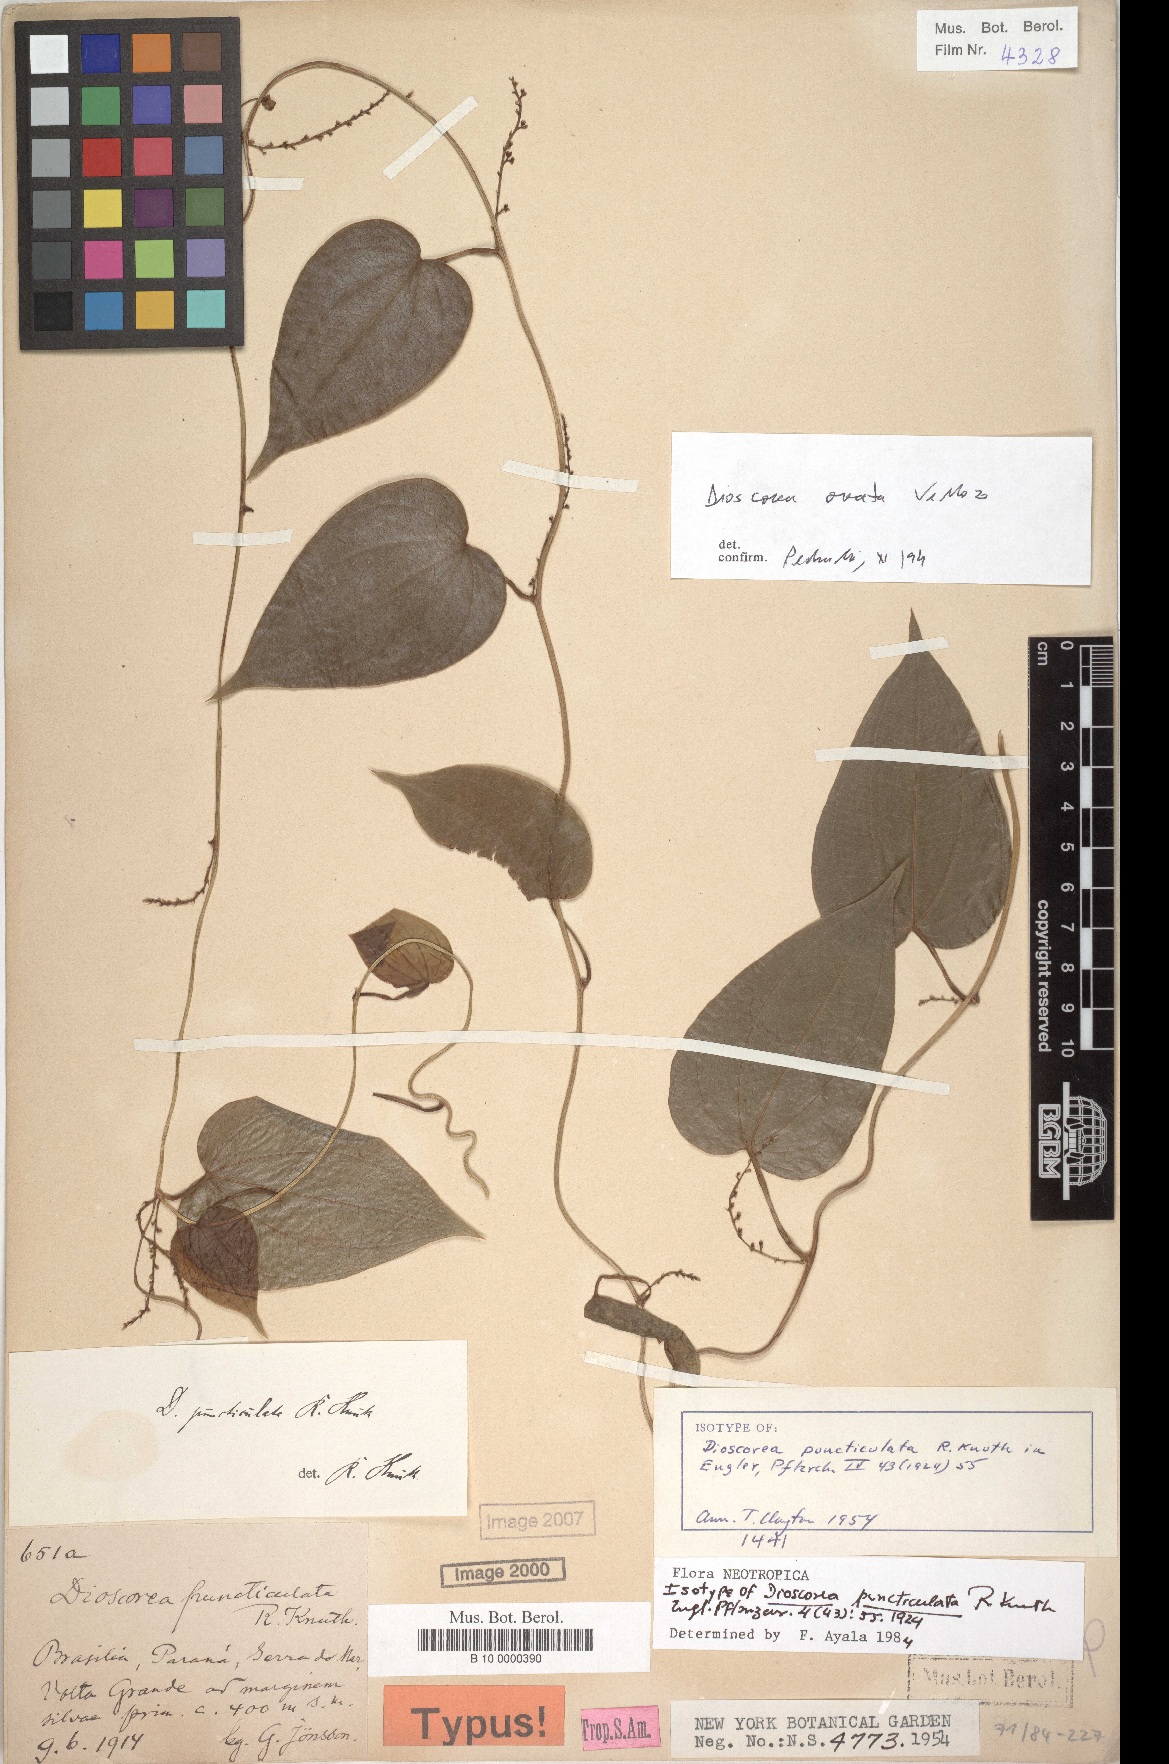 Mus. Bot. Berol.
Film Nr. 4328
Dioscorea ovata Vellozo
det.
confirm. Pedralli, XI /94
cm 0 1 2 3 4 5 6 7 8 9 10
copyright reserved
BGBM
D. puncticulata R. Knuth
det. R. Knuth
ISOTYPE OF:
Dioscorea puncticulata R. Knuth in
Engler, Pflzrch. IV 43 (1924) 55
Ann. T. Clayton 1954
1441
Image 2007
Image 2000
651a
Dioscorea puncticulata
R. Knuth.
Brasilia, Paraná, Serra do Mar,
Volta Grande ad marginem
silvae prim. c. 400 m s. m.
9.6.1914 leg. G. Jönsson.
Mus. Bot. Berol.
B 10 0000390
Flora NEOTROPICA
Isotype of Dioscorea puncticulata R Knuth
Engl. Pflanzenr. 4(43): 55. 1924
Determined by F. Ayala 1984
Mus. bot. Berol.
Typus!
Trop.S.Am.
NEW YORK BOTANICAL GARDEN
Neg. No.: N.S. 4773. 1954
71/84-227